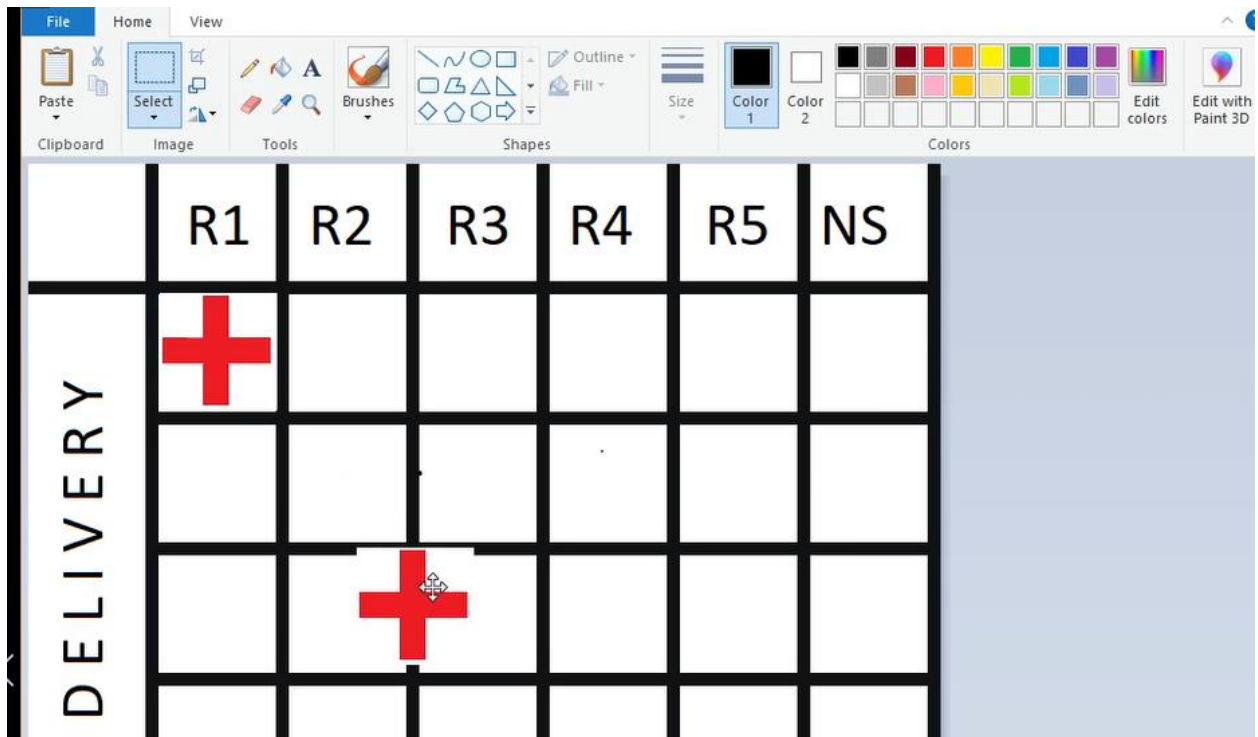 File Home View
Paste
Select
A
Brushes
Outline
Fill
Size
Color
1
Color
2
Edit
colors
Edit with
Paint 3D
Clipboard Image Tools Shapes Colors
R1 R2 R3 R4 R5 NS
DELIVERY